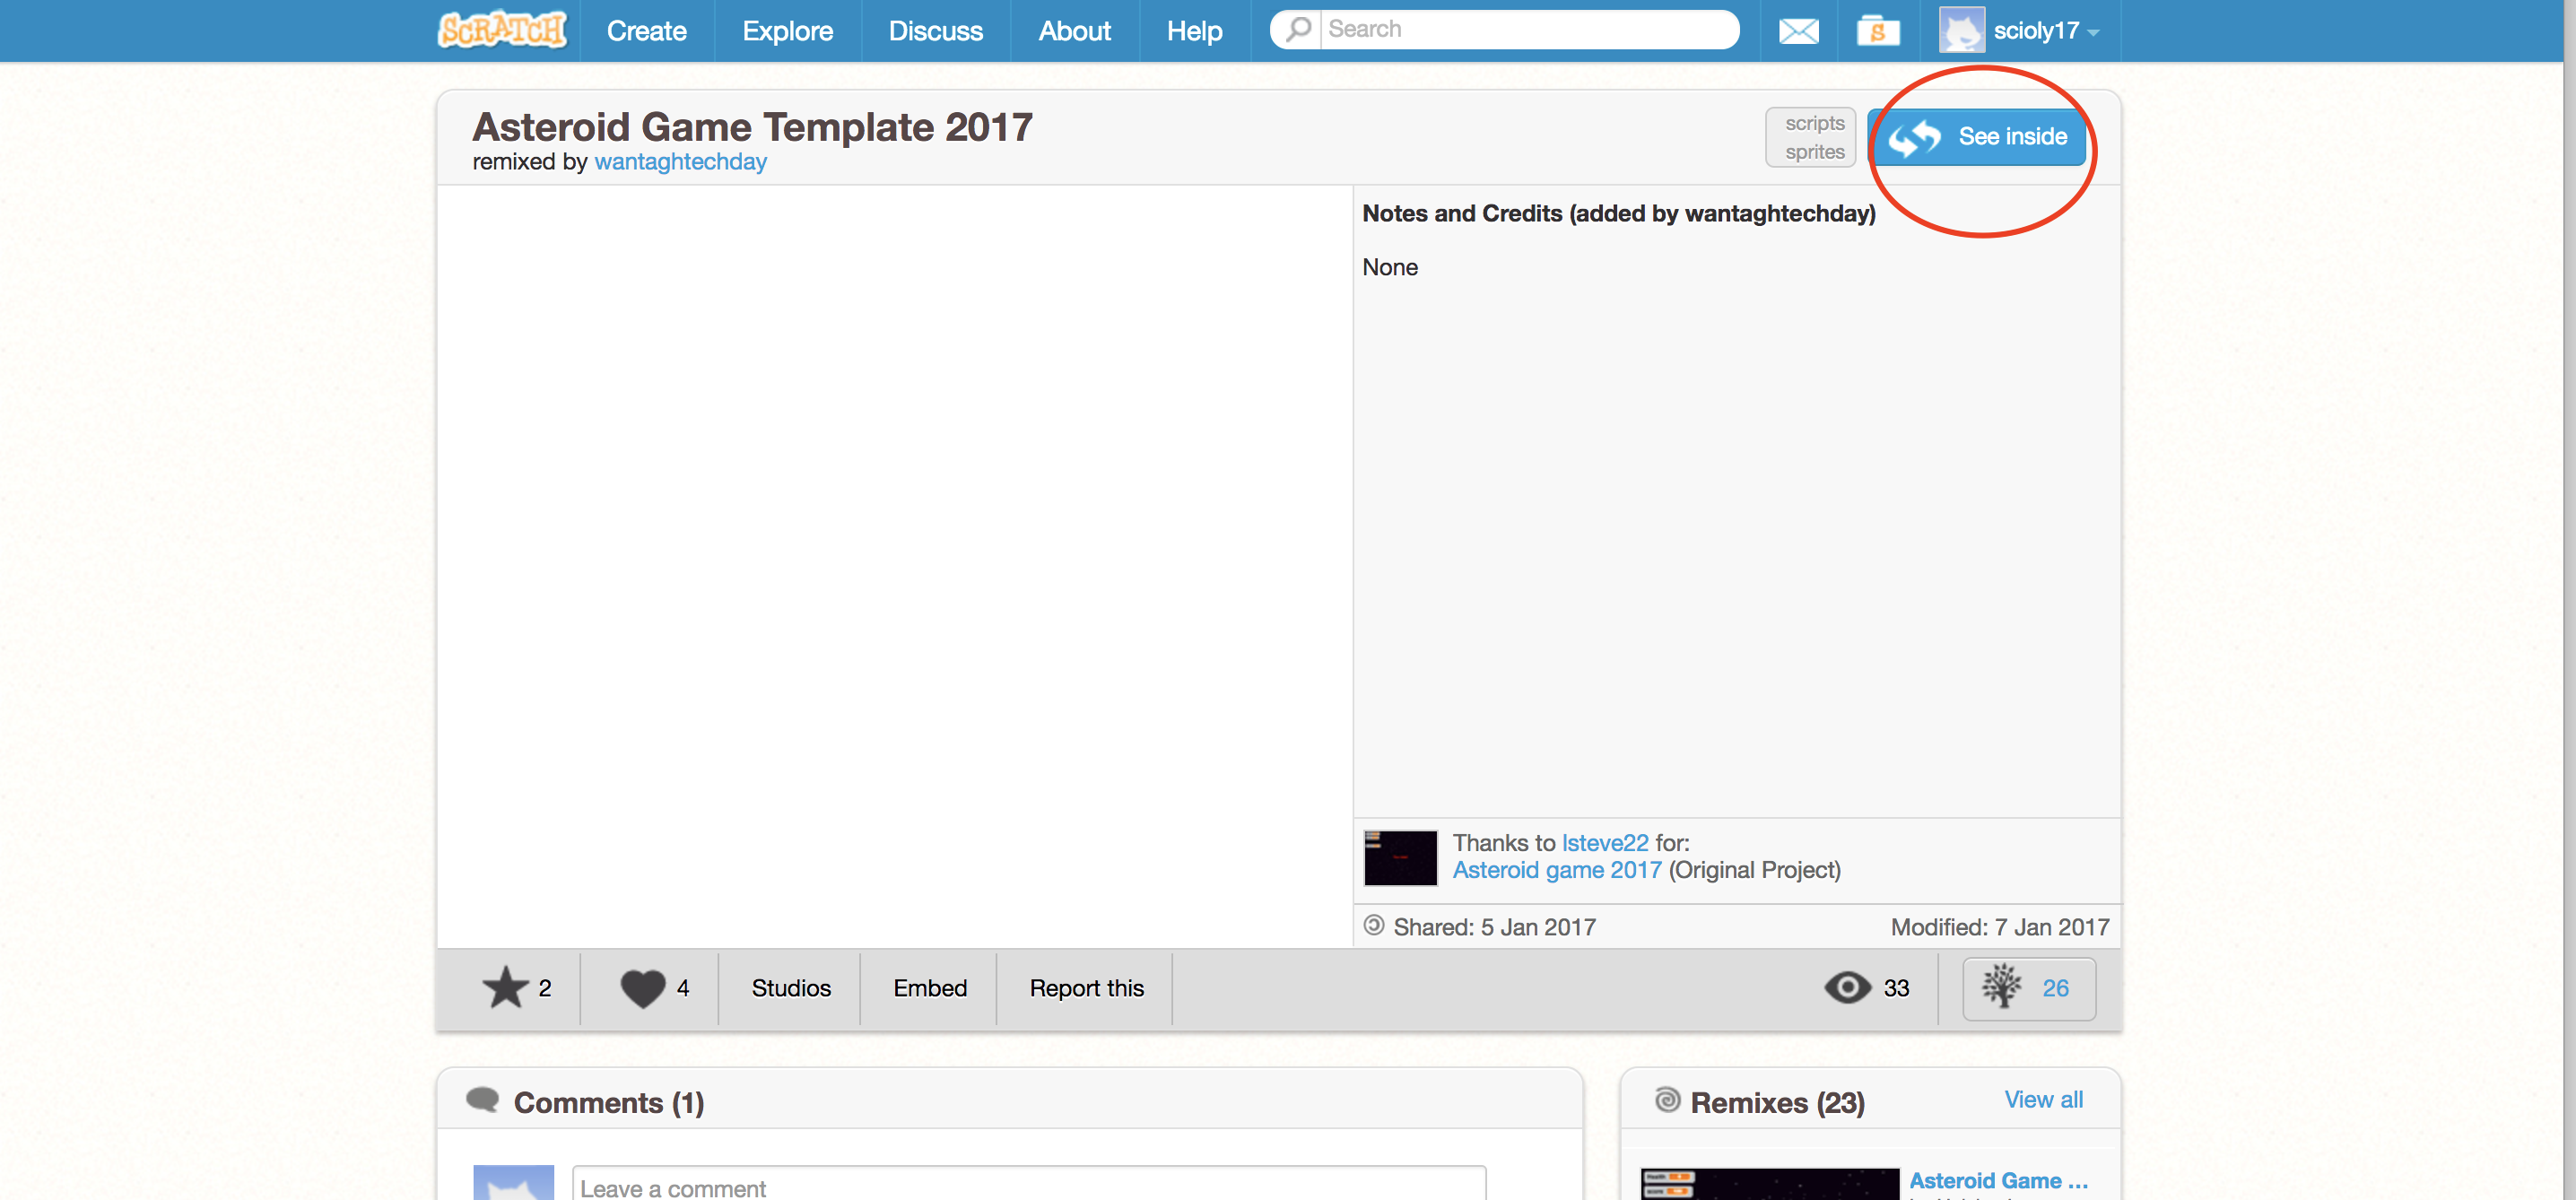 SCRATCH Create Explore Discuss About Help Search scioly17
Asteroid Game Template 2017
remixed by wantaghtechday
scripts
sprites
See inside
Notes and Credits (added by wantaghtechday)
None
Thanks to lsteve22 for:
Asteroid game 2017 (Original Project)
Shared: 5 Jan 2017 Modified: 7 Jan 2017
2 4 Studios Embed Report this 33 26
Comments (1)
Leave a comment
Remixes (23) View all
Asteroid Game ...